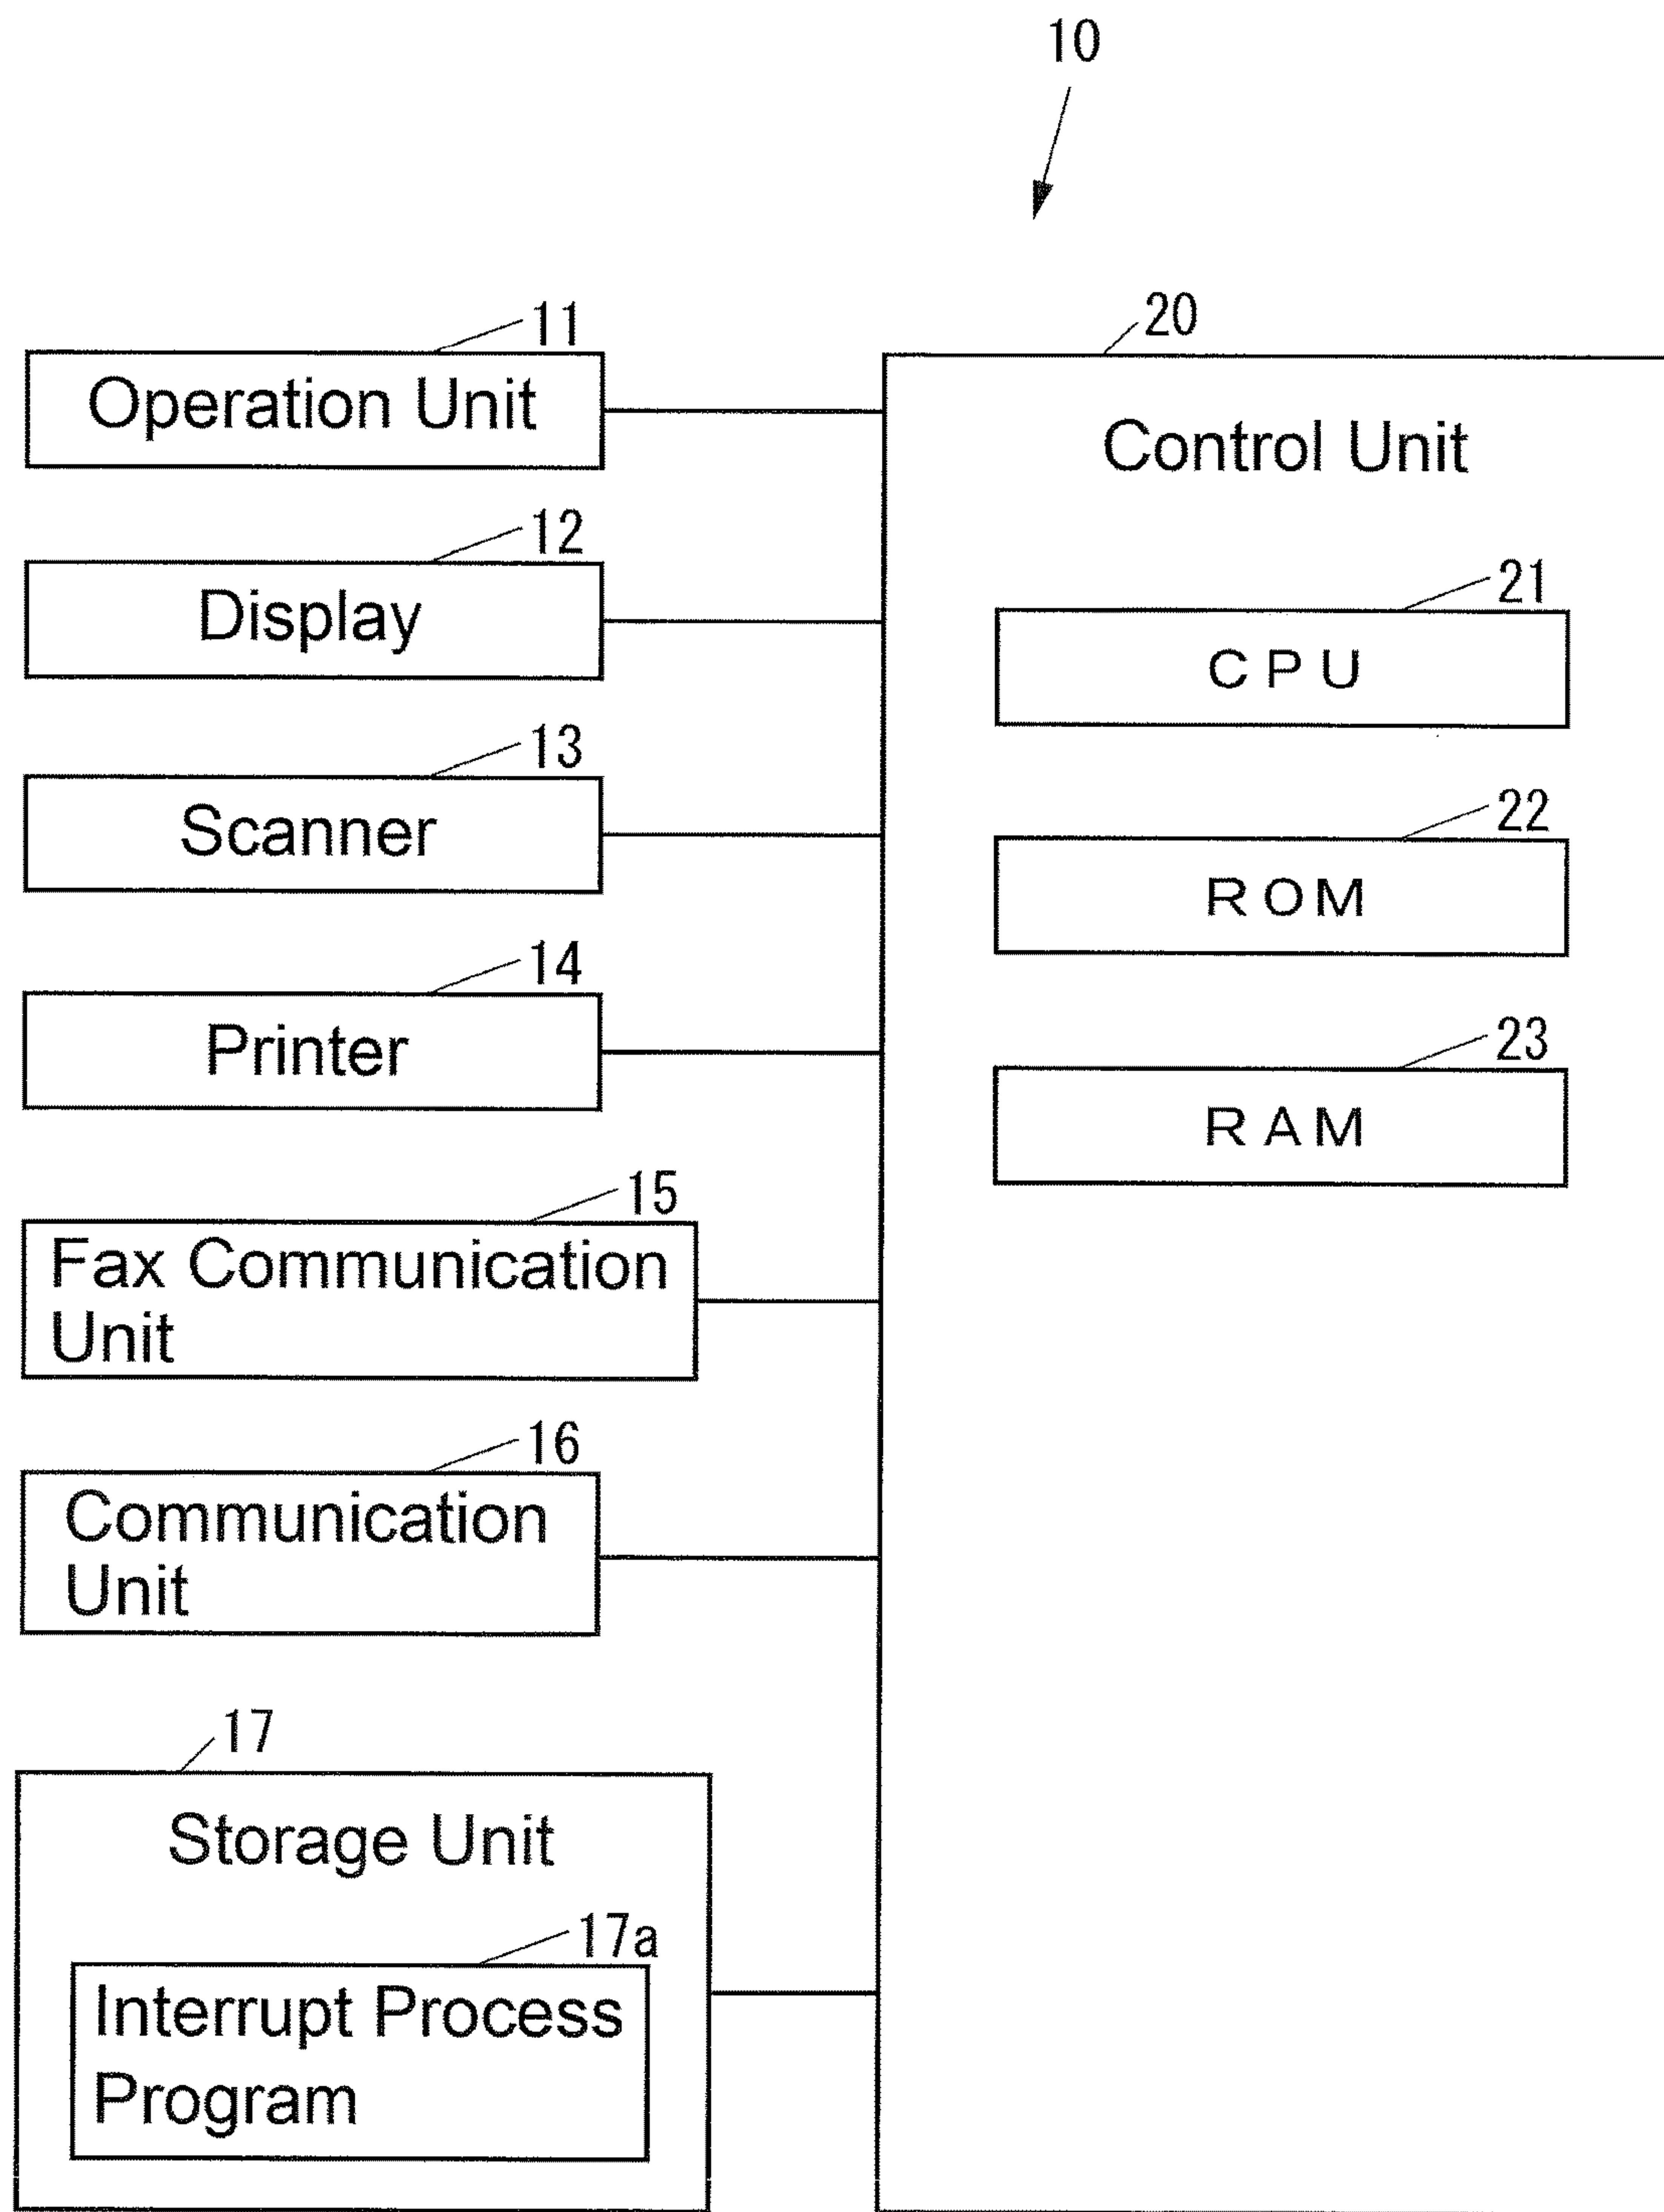 10
11
Operation Unit
12
Display
13
Scanner
14
Printer
15
Fax Communication
Unit
16
Communication
Unit
17
Storage Unit
17a
Interrupt Process
Program
20
Control Unit
21
CPU
22
ROM
23
RAM